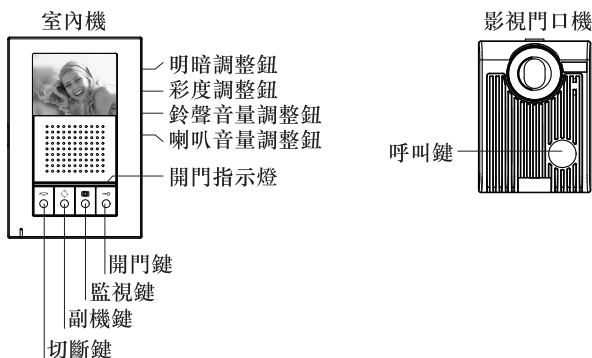 室內機
影視門口機
明暗調整鈕
彩度調整鈕
鈴聲音量調整鈕
喇叭音量調整鈕
呼叫鍵
開門指示燈
開門鍵
監視鍵
副機鍵
切斷鍵